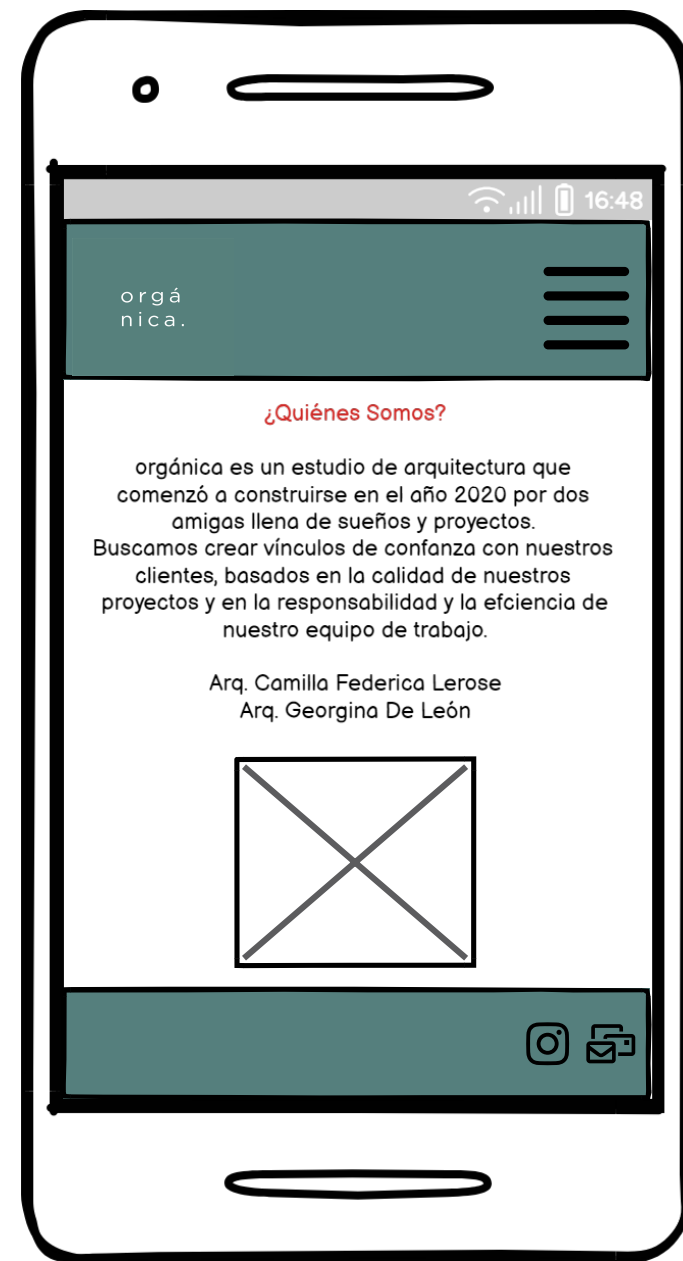 16:48
orgá
nica.
¿Quiénes Somos?
orgánica es un estudio de arquitectura que
comenzó a construirse en el año 2020 por dos
amigas llena de sueños y proyectos.
Buscamos crear vínculos de confanza con nuestros
clientes, basados en la calidad de nuestros
proyectos y en la responsabilidad y la efciencia de
nuestro equipo de trabajo.
Arq. Camilla Federica Lerose
Arq. Georgina De León